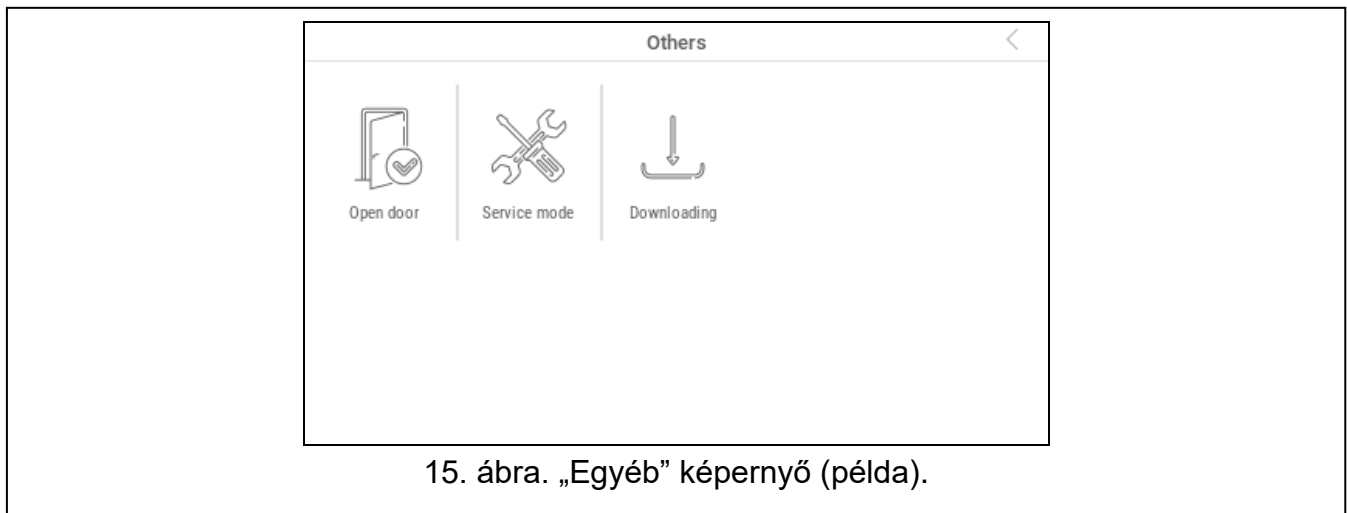 Others
Open door
Service mode
Downloading
15. ábra. „Egyéb” képernyő (példa).